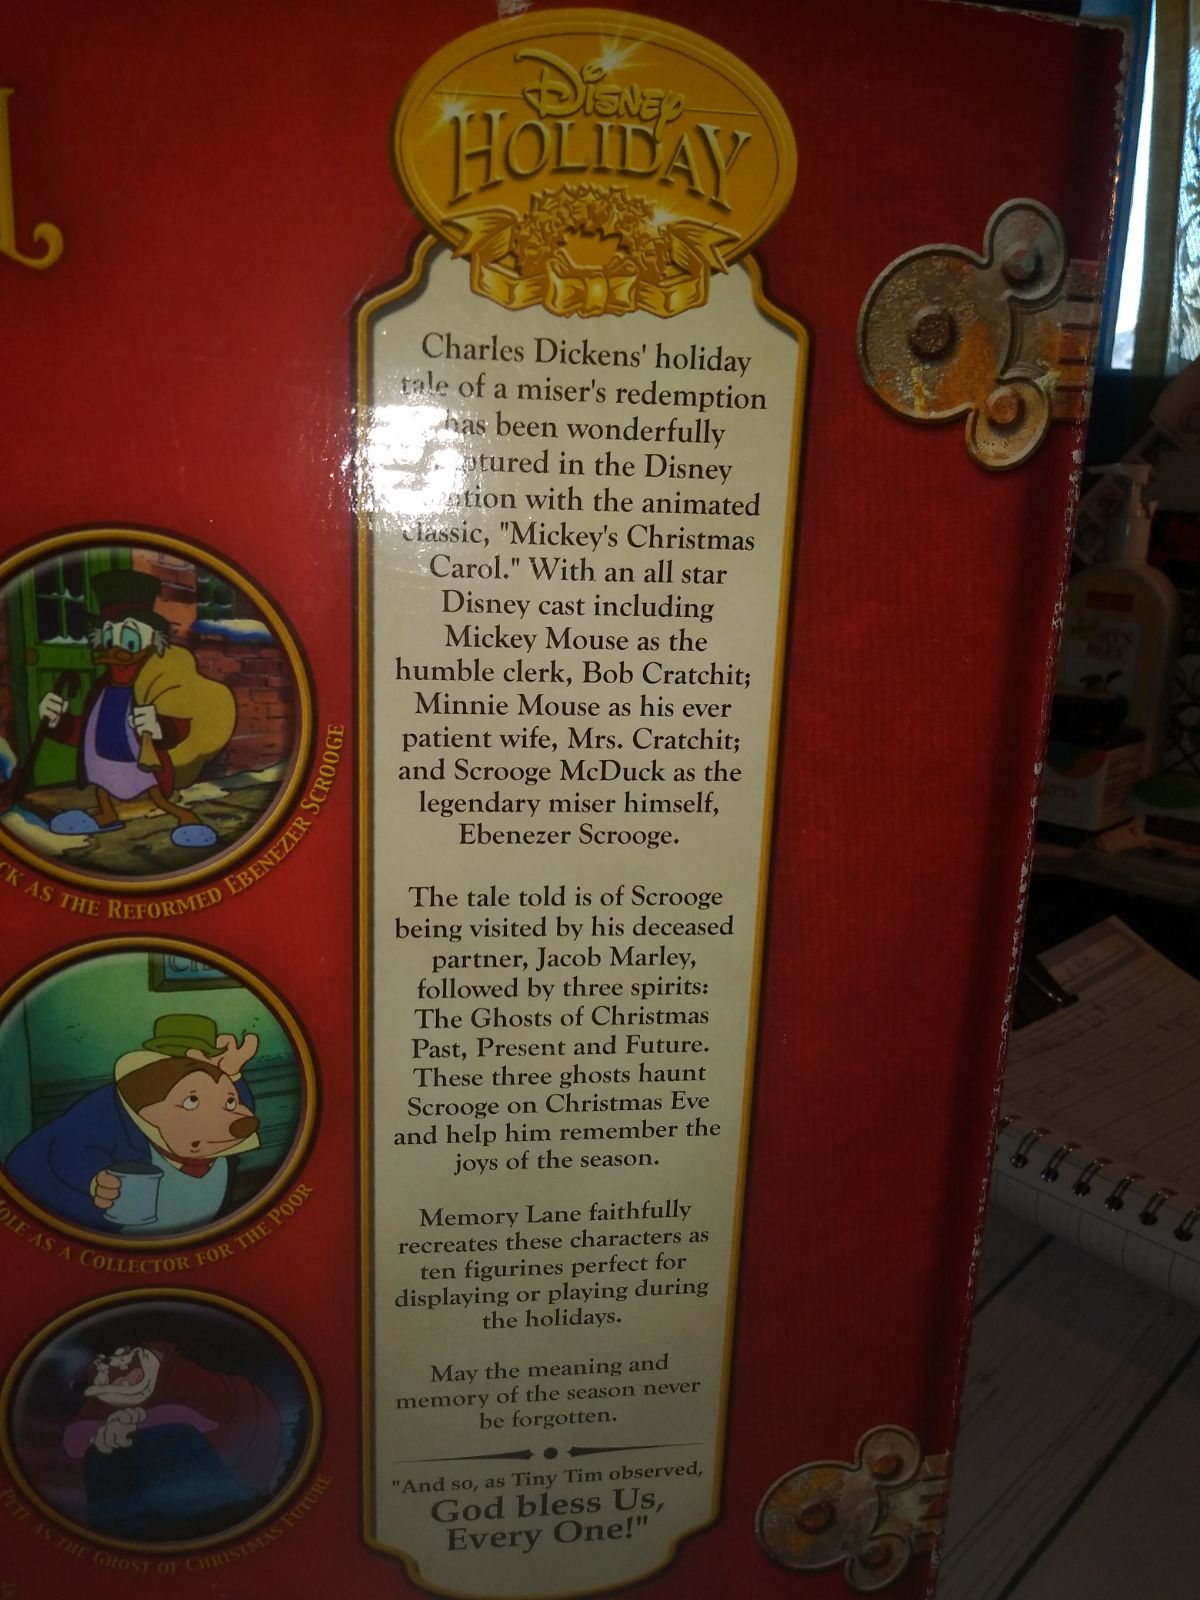 Disney
HOLIDAY
Charles Dickens' holiday
tale of a miser's redemption
has been wonderfully
in the Disney
with the animated
classic, "Mickey's Christmas
Carol." With an all star
Disney cast including
Mickey Mouse as the
humble clerk, Bob Cratchit;
Minnie Mouse as his ever
patient wife, Mrs. Cratchit;
and Scrooge McDuck as the
legendary miser himself,
Ebenezer Scrooge.
The tale told is of Scrooge
being visited by his deceased
partner, Jacob Marley,
followed by three spirits:
The Ghosts of Christmas
Past, Present and Future.
These three ghosts haunt
Scrooge on Christmas Eve
and help him remember the
joys of the season.
Memory Lane faithfully
recreates these characters as
ten figurines perfect for
displaying or playing during
the holidays.
May the meaning and
memory of the season never
be forgotten.
"And so, as Tiny Tim observed,
God bless Us,
Every One!"
CK AS THE REFORMED EBENEZER SCROOGE
OLE AS A COLLECTOR FOR THE POOR
PETE AS THE GHOST OF CHRISTMAS FUTURE
BEES